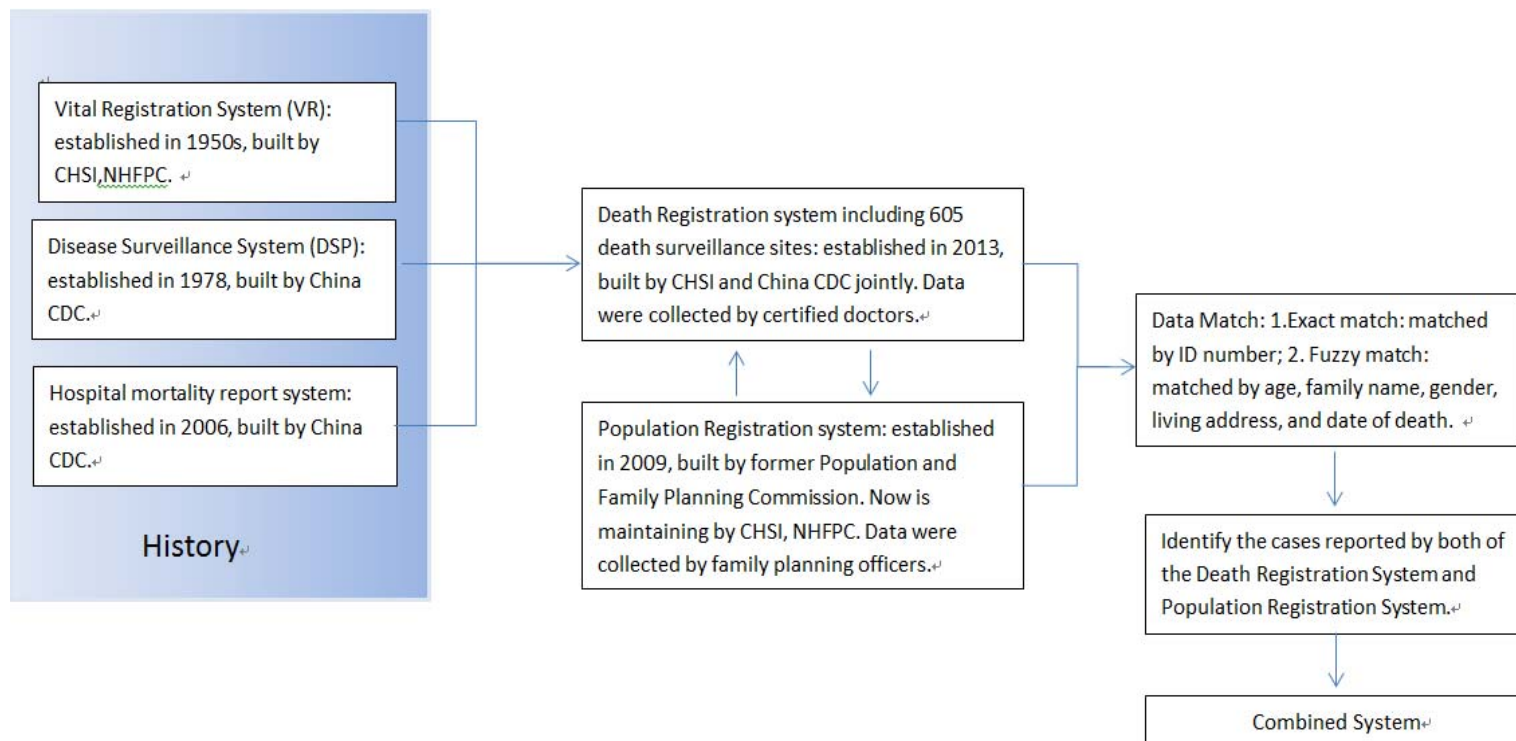 Vital Registration System (VR):
established in 1950s, built by
CHSI,NHFPC.
Disease Surveillance System (DSP):
established in 1978, built by China
CDC.
Hospital mortality report system:
established in 2006, built by China
CDC.
History
Death Registration system including 605
death surveillance sites: established in 2013,
built by CHSI and China CDC jointly. Data
were collected by certified doctors.
Population Registration system: established
in 2009, built by former Population and
Family Planning Commission. Now is
maintaining by CHSI, NHFPC. Data were
collected by family planning officers.
Data Match: 1.Exact match: matched
by ID number; 2. Fuzzy match:
matched by age, family name, gender,
living address, and date of death.
Identify the cases reported by both of
the Death Registration System and
Population Registration System.
Combined System